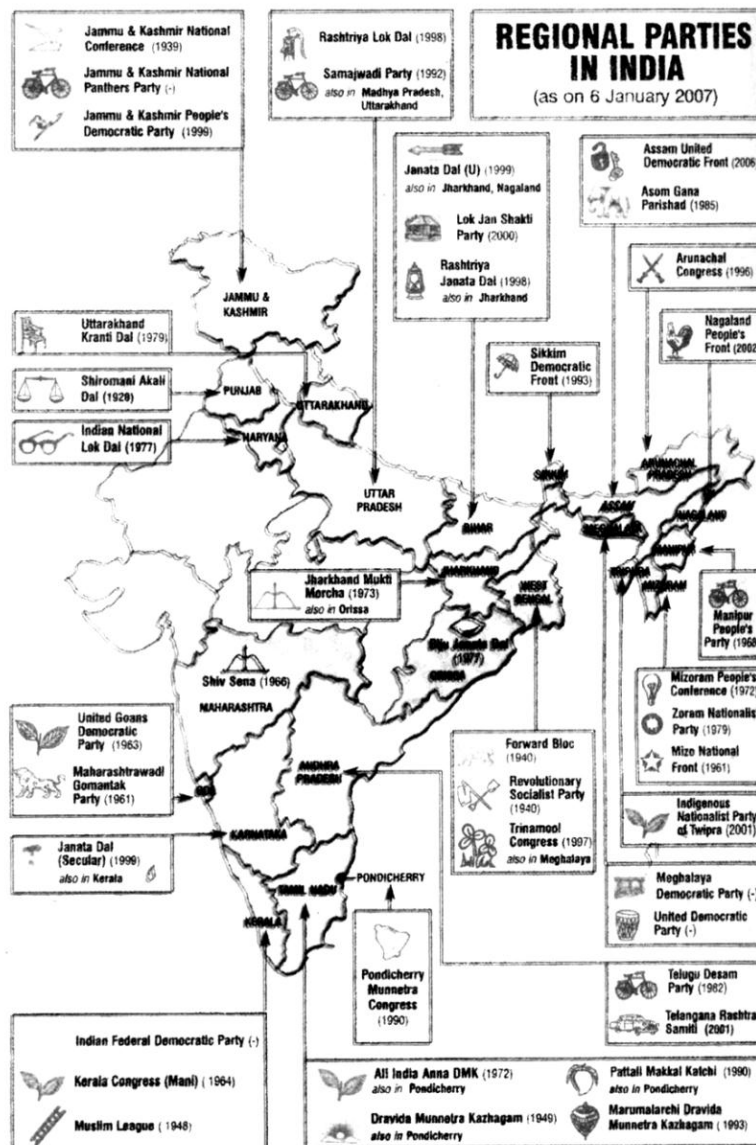 REGIONAL PARTIES
IN INDIA
(as on 6 January 2007)
Jammu & Kashmir National
Conference (1939)
Jammu & Kashmir National
Panthers Party (-)
Jammu & Kashmir People's
Democratic Party (1999)
Rashtriya Lok Dal (1998)
Samajwadi Party (1992)
also in Madhya Pradesh,
Uttarakhand
Janata Dal (U) (1999)
also in Jharkhand, Nagaland
Lok Jan Shakti
Party (2000)
Rashtriya
Janata Dal (1998)
also in Jharkhand
Assam United
Democratic Front (2006)
Asom Gana
Parishad (1985)
Arunachal
Congress (1996)
Nagaland
People's
Front (2002)
Sikkim
Democratic
Front (1993)
Uttarakhand
Kranti Dal (1979)
Shiromani Akali
Dal (1920)
Indian National
Lok Dal (1977)
JAMMU &
KASHMIR
PUNJAB
UTTARAKHAND
HARYANA
UTTAR
PRADESH
BIHAR
SIKKIM
ARUNACHAL
PRADESH
ASSAM
NAGALAND
MEGHALAYA
MANIPUR
TRIPURA
MIZORAM
JHARKHAND
WEST
BENGAL
Jharkhand Mukti
Morcha (1973)
also in Orissa
Biju Janata Dal
(1977)
ORISSA
Shiv Sena (1966)
MAHARASHTRA
Manipur
People's
Party (1968
Mizoram People's
Conference (1972)
Zoram Nationalis
Party (1979)
Mizo National
Front (1961)
United Goans
Democratic
Party (1963)
Maharashtrawadi
Gomantak
Party (1961)
GOA
ANDHRA
PRADESH
Forward Bloc
(1940)
Revolutionary
Socialist Party
(1940)
Trinamool
Congress (1997)
also in Meghalaya
Indigenous
Nationalist Party
of Twipra (2001)
Janata Dal
(Secular) (1999)
also in Kerala
KARNATAKA
TAMIL NADU
PONDICHERRY
KERALA
Meghalaya
Democratic Party (-)
United Democratic
Party (-)
Pondicherry
Munnetra
Congress
(1990)
Telugu Desam
Party (1982)
Telangana Rashtra
Samiti (2001)
Indian Federal Democratic Party (-)
Kerala Congress (Mani) (1964)
Muslim League (1948)
All India Anna DMK (1972)
also in Pondicherry
Dravida Munnetra Kazhagam (1949)
also in Pondicherry
Pattali Makkal Katchi (1990)
also in Pondicherry
Marumalarchi Dravida
Munnetra Kazhagam (1993)